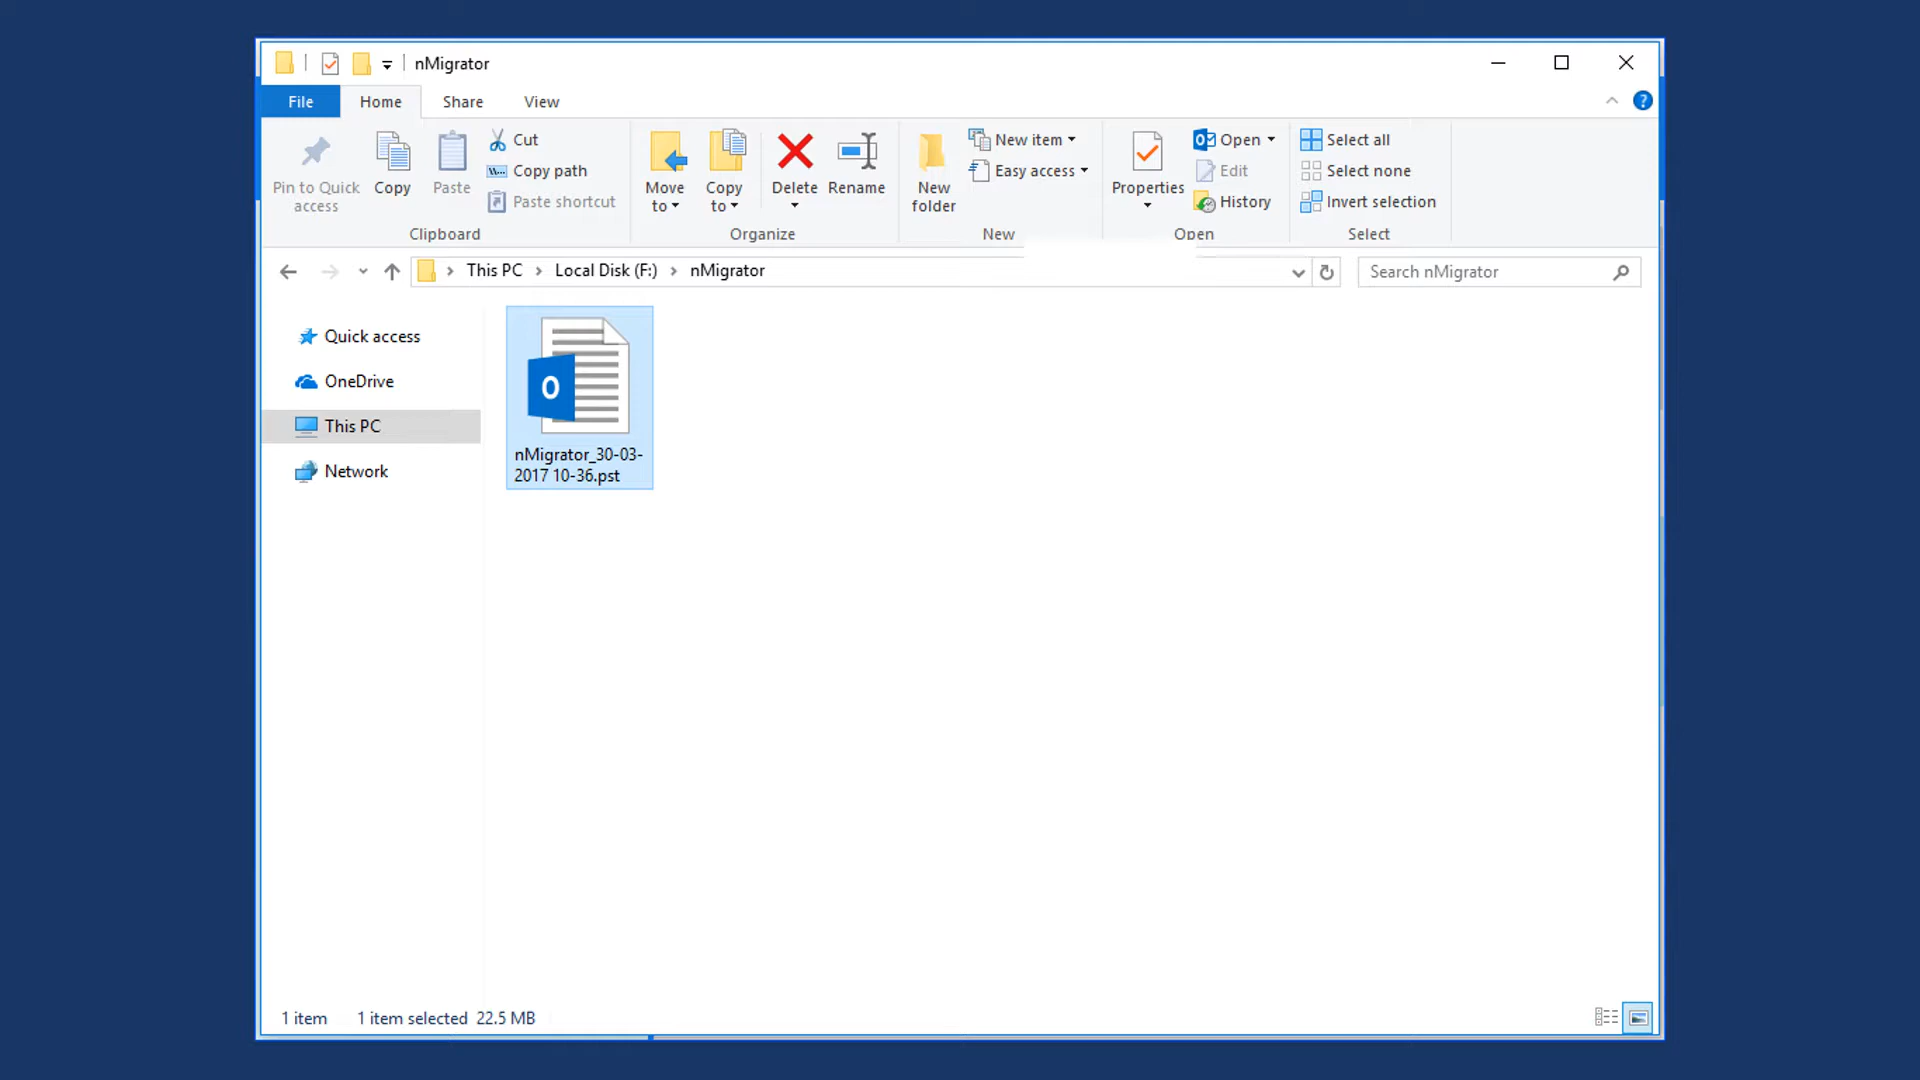 nMigrator
File Home Share View
Pin to Quick access
Copy
Paste
Cut
Copy path
Paste shortcut
Clipboard
Move to
Copy to
Delete
Rename
Organize
New folder
New item
Easy access
New
Properties
Open
Edit
History
Open
Select all
Select none
Invert selection
Select
This PC > Local Disk (F:) > nMigrator
Search nMigrator
Quick access
OneDrive
This PC
Network
nMigrator_30-03-
2017 10-36.pst
1 item 1 item selected 22.5 MB